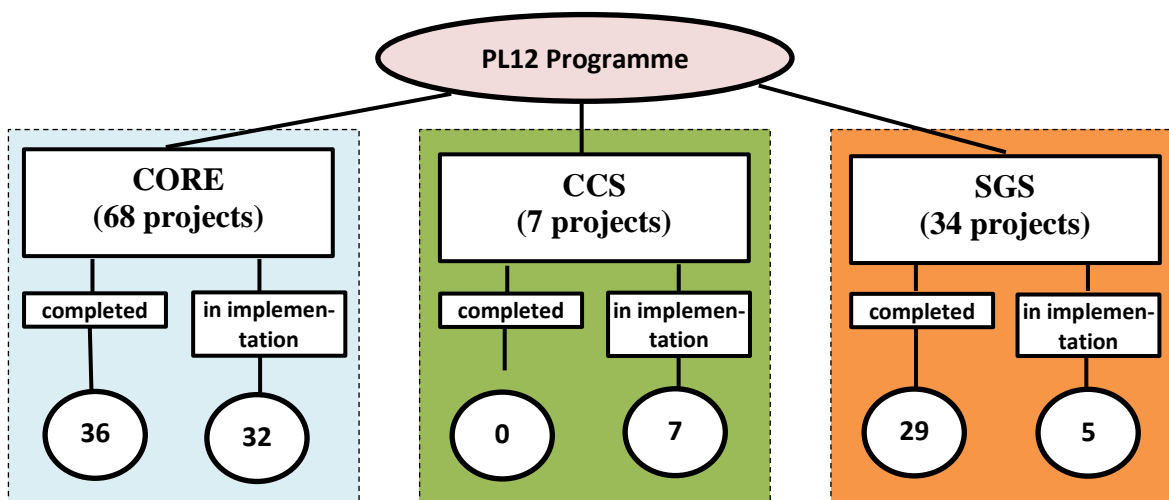 PL12 Programme
CORE
(68 projects)
completed
in implemen-
tation
36
32
CCS
(7 projects)
completed
in implemen-
tation
0
7
SGS
(34 projects)
completed
in implemen-
tation
29
5